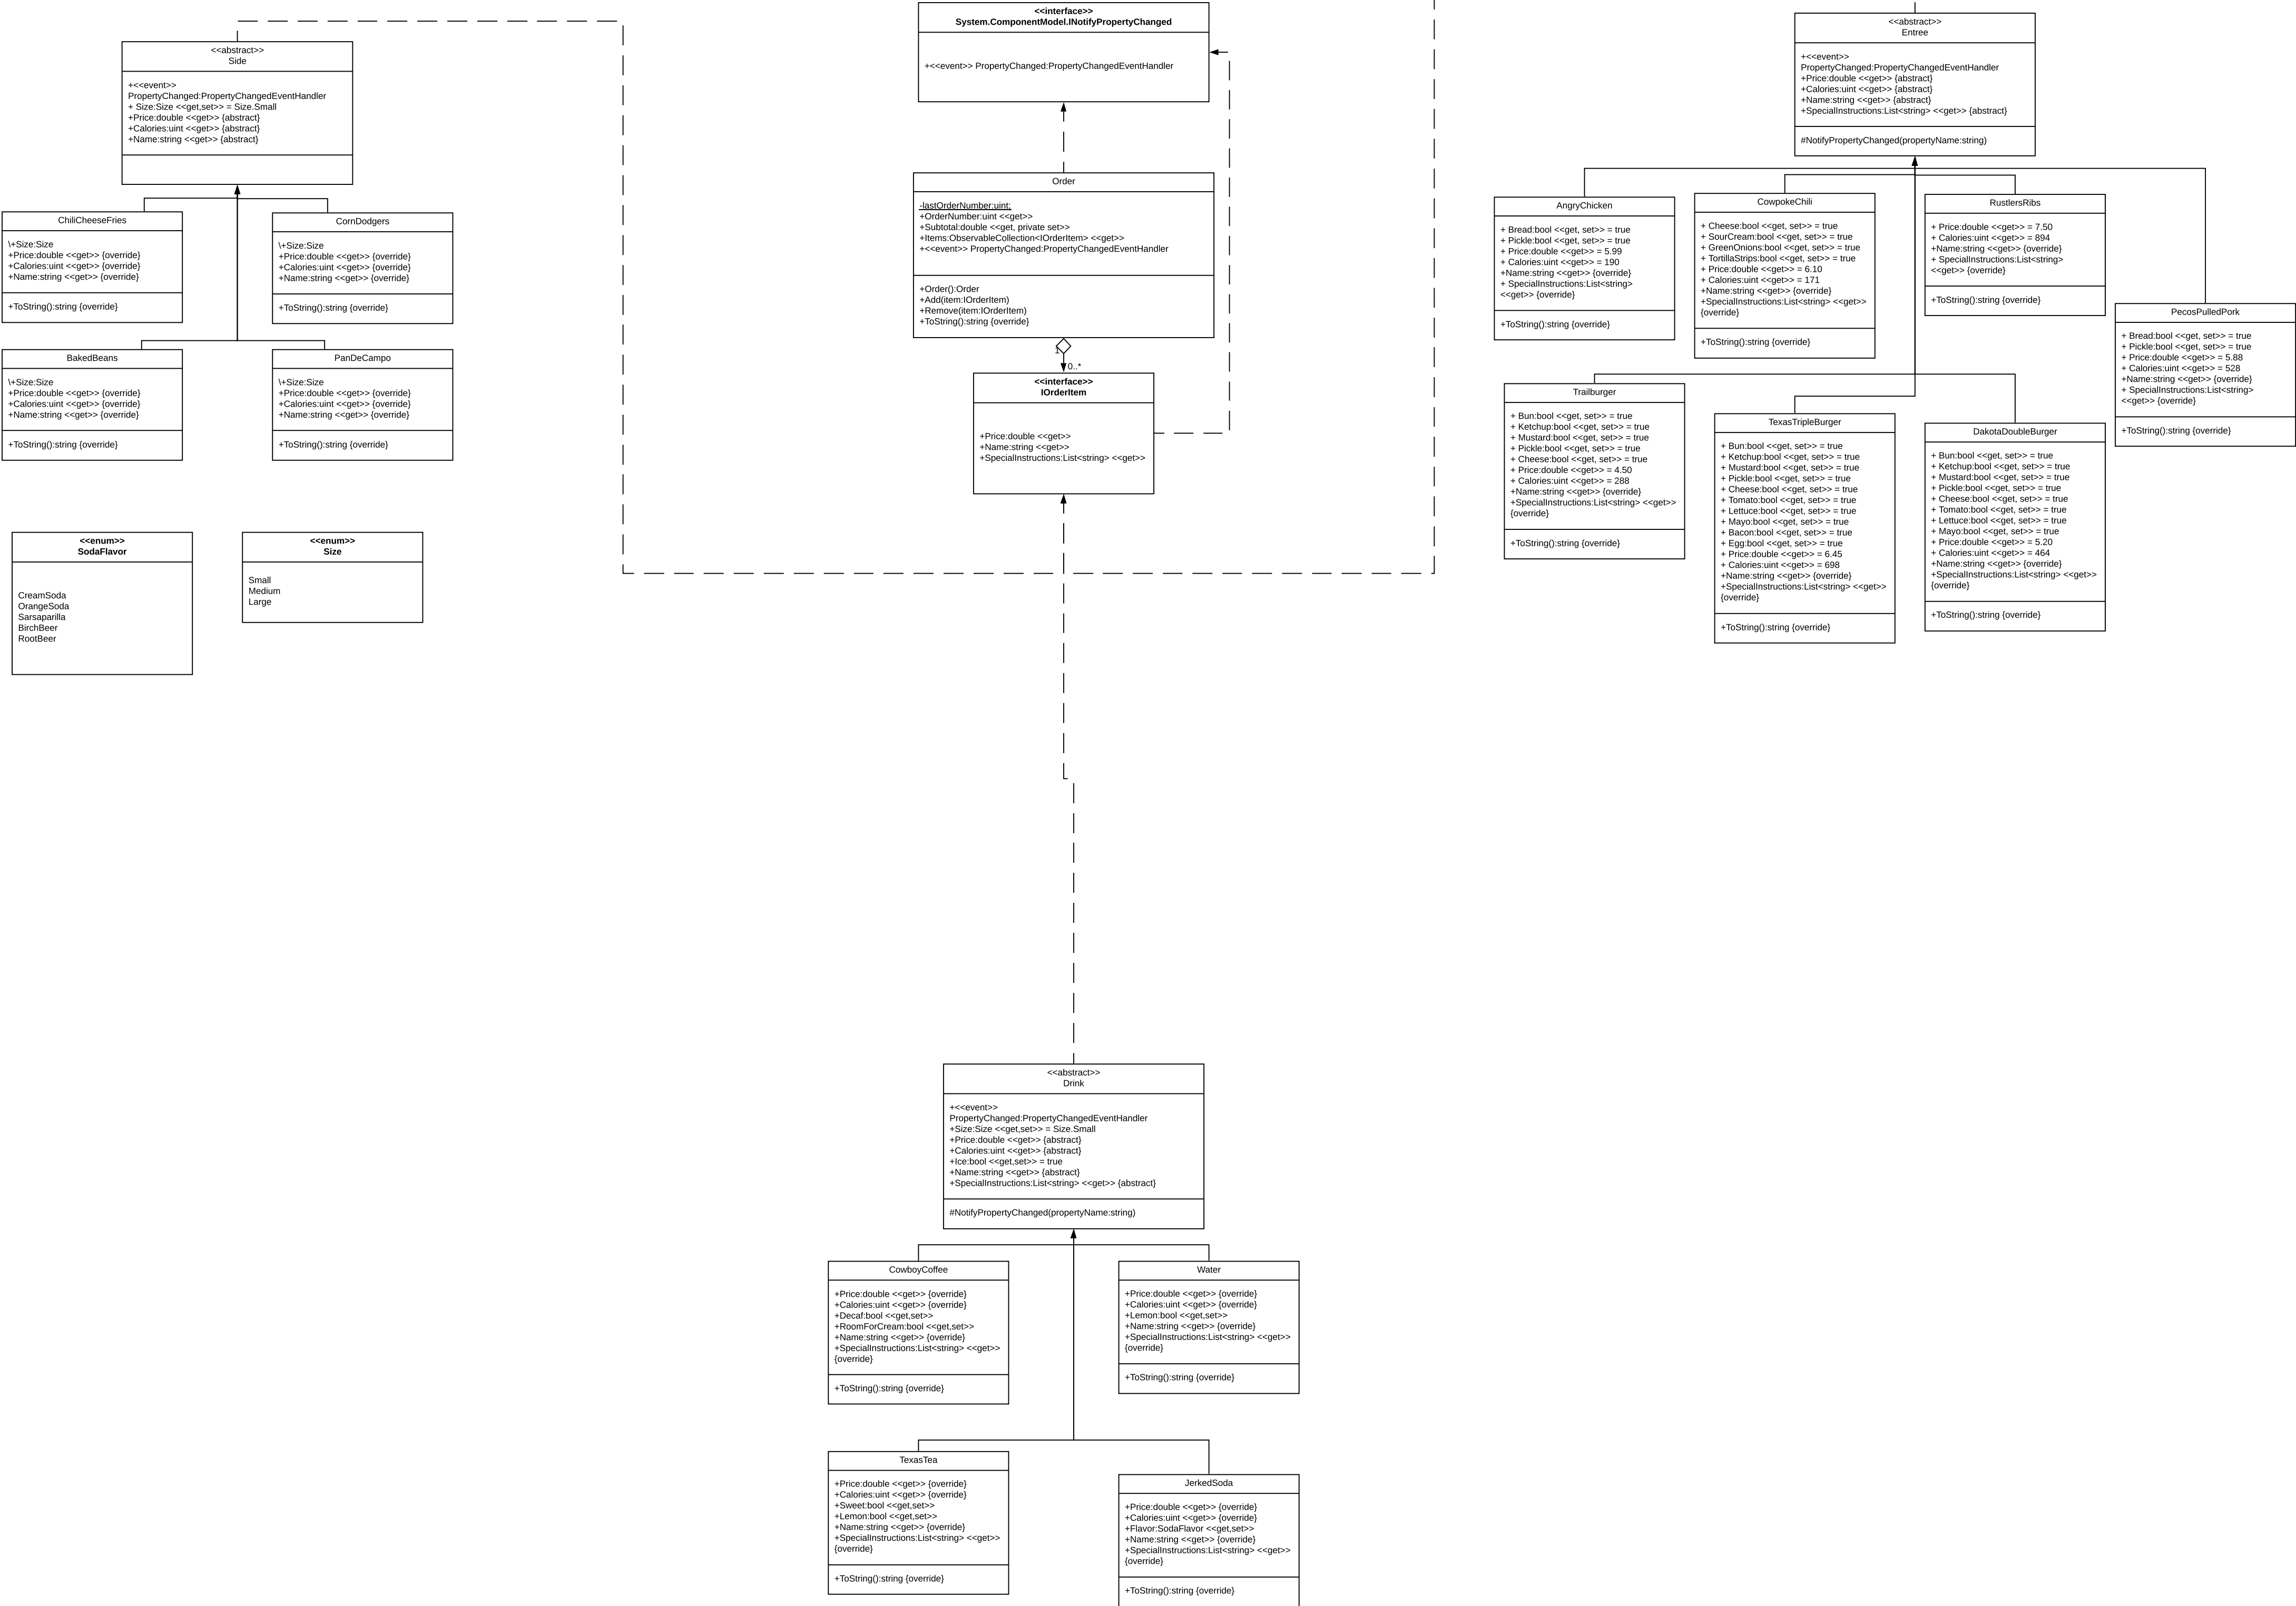 <<abstract>>
Side
+<<event>>
PropertyChanged:PropertyChangedEventHandler
+ Size:Size <<get,set>> = Size.Small
+Price:double <<get>> {abstract}
+Calories:uint <<get>> {abstract}
+Name:string <<get>> {abstract}
ChiliCheeseFries
\+Size:Size
+Price:double <<get>> {override}
+Calories:uint <<get>> {override}
+Name:string <<get>> {override}
+ToString():string {override}
CornDodgers
\+Size:Size
+Price:double <<get>> {override}
+Calories:uint <<get>> {override}
+Name:string <<get>> {override}
+ToString():string {override}
BakedBeans
\+Size:Size
+Price:double <<get>> {override}
+Calories:uint <<get>> {override}
+Name:string <<get>> {override}
+ToString():string {override}
PanDeCampo
\+Size:Size
+Price:double <<get>> {override}
+Calories:uint <<get>> {override}
+Name:string <<get>> {override}
+ToString():string {override}
<<enum>>
SodaFlavor
CreamSoda
OrangeSoda
Sarsaparilla
BirchBeer
RootBeer
<<enum>>
Size
Small
Medium
Large
<<interface>>
System.ComponentModel.INotifyPropertyChanged
+<<event>> PropertyChanged:PropertyChangedEventHandler
Order
-lastOrderNumber:uint;
+OrderNumber:uint <<get>>
+Subtotal:double <<get, private set>>
+Items:ObservableCollection<IOrderItem> <<get>>
+<<event>> PropertyChanged:PropertyChangedEventHandler
+Order():Order
+Add(item:IOrderItem)
+Remove(item:IOrderItem)
+ToString():string {override}
1
0..*
<<interface>>
IOrderItem
+Price:double <<get>>
+Name:string <<get>>
+SpecialInstructions:List<string> <<get>>
<<abstract>>
Entree
+<<event>>
PropertyChanged:PropertyChangedEventHandler
+Price:double <<get>> {abstract}
+Calories:uint <<get>> {abstract}
+Name:string <<get>> {abstract}
+SpecialInstructions:List<string> <<get>> {abstract}
#NotifyPropertyChanged(propertyName:string)
AngryChicken
+ Bread:bool <<get, set>> = true
+ Pickle:bool <<get, set>> = true
+ Price:double <<get>> = 5.99
+ Calories:uint <<get>> = 190
+Name:string <<get>> {override}
+ SpecialInstructions:List<string>
<<get>> {override}
+ToString():string {override}
CowpokeChili
+ Cheese:bool <<get, set>> = true
+ SourCream:bool <<get, set>> = true
+ GreenOnions:bool <<get, set>> = true
+ TortillaStrips:bool <<get, set>> = true
+ Price:double <<get>> = 6.10
+ Calories:uint <<get>> = 171
+Name:string <<get>> {override}
+SpecialInstructions:List<string> <<get>>
{override}
+ToString():string {override}
RustlersRibs
+ Price:double <<get>> = 7.50
+ Calories:uint <<get>> = 894
+Name:string <<get>> {override}
+ SpecialInstructions:List<string>
<<get>> {override}
+ToString():string {override}
PecosPulledPork
+ Bread:bool <<get, set>> = true
+ Pickle:bool <<get, set>> = true
+ Price:double <<get>> = 5.88
+ Calories:uint <<get>> = 528
+Name:string <<get>> {override}
+ SpecialInstructions:List<string>
<<get>> {override}
+ToString():string {override}
Trailburger
+ Bun:bool <<get, set>> = true
+ Ketchup:bool <<get, set>> = true
+ Mustard:bool <<get, set>> = true
+ Pickle:bool <<get, set>> = true
+ Cheese:bool <<get, set>> = true
+ Price:double <<get>> = 4.50
+ Calories:uint <<get>> = 288
+Name:string <<get>> {override}
+SpecialInstructions:List<string> <<get>>
{override}
+ToString():string {override}
TexasTripleBurger
+ Bun:bool <<get, set>> = true
+ Ketchup:bool <<get, set>> = true
+ Mustard:bool <<get, set>> = true
+ Pickle:bool <<get, set>> = true
+ Cheese:bool <<get, set>> = true
+ Tomato:bool <<get, set>> = true
+ Lettuce:bool <<get, set>> = true
+ Mayo:bool <<get, set>> = true
+ Bacon:bool <<get, set>> = true
+ Egg:bool <<get, set>> = true
+ Price:double <<get>> = 6.45
+ Calories:uint <<get>> = 698
+Name:string <<get>> {override}
+SpecialInstructions:List<string> <<get>>
{override}
+ToString():string {override}
DakotaDoubleBurger
+ Bun:bool <<get, set>> = true
+ Ketchup:bool <<get, set>> = true
+ Mustard:bool <<get, set>> = true
+ Pickle:bool <<get, set>> = true
+ Cheese:bool <<get, set>> = true
+ Tomato:bool <<get, set>> = true
+ Lettuce:bool <<get, set>> = true
+ Mayo:bool <<get, set>> = true
+ Price:double <<get>> = 5.20
+ Calories:uint <<get>> = 464
+Name:string <<get>> {override}
+SpecialInstructions:List<string> <<get>>
{override}
+ToString():string {override}
<<abstract>>
Drink
+<<event>>
PropertyChanged:PropertyChangedEventHandler
+Size:Size <<get,set>> = Size.Small
+Price:double <<get>> {abstract}
+Calories:uint <<get>> {abstract}
+Ice:bool <<get,set>> = true
+Name:string <<get>> {abstract}
+SpecialInstructions:List<string> <<get>> {abstract}
#NotifyPropertyChanged(propertyName:string)
CowboyCoffee
+Price:double <<get>> {override}
+Calories:uint <<get>> {override}
+Decaf:bool <<get,set>>
+RoomForCream:bool <<get,set>>
+Name:string <<get>> {override}
+SpecialInstructions:List<string> <<get>>
{override}
+ToString():string {override}
Water
+Price:double <<get>> {override}
+Calories:uint <<get>> {override}
+Lemon:bool <<get,set>>
+Name:string <<get>> {override}
+SpecialInstructions:List<string> <<get>>
{override}
+ToString():string {override}
TexasTea
+Price:double <<get>> {override}
+Calories:uint <<get>> {override}
+Sweet:bool <<get,set>>
+Lemon:bool <<get,set>>
+Name:string <<get>> {override}
+SpecialInstructions:List<string> <<get>>
{override}
+ToString():string {override}
JerkedSoda
+Price:double <<get>> {override}
+Calories:uint <<get>> {override}
+Flavor:SodaFlavor <<get,set>>
+Name:string <<get>> {override}
+SpecialInstructions:List<string> <<get>>
{override}
+ToString():string {override}